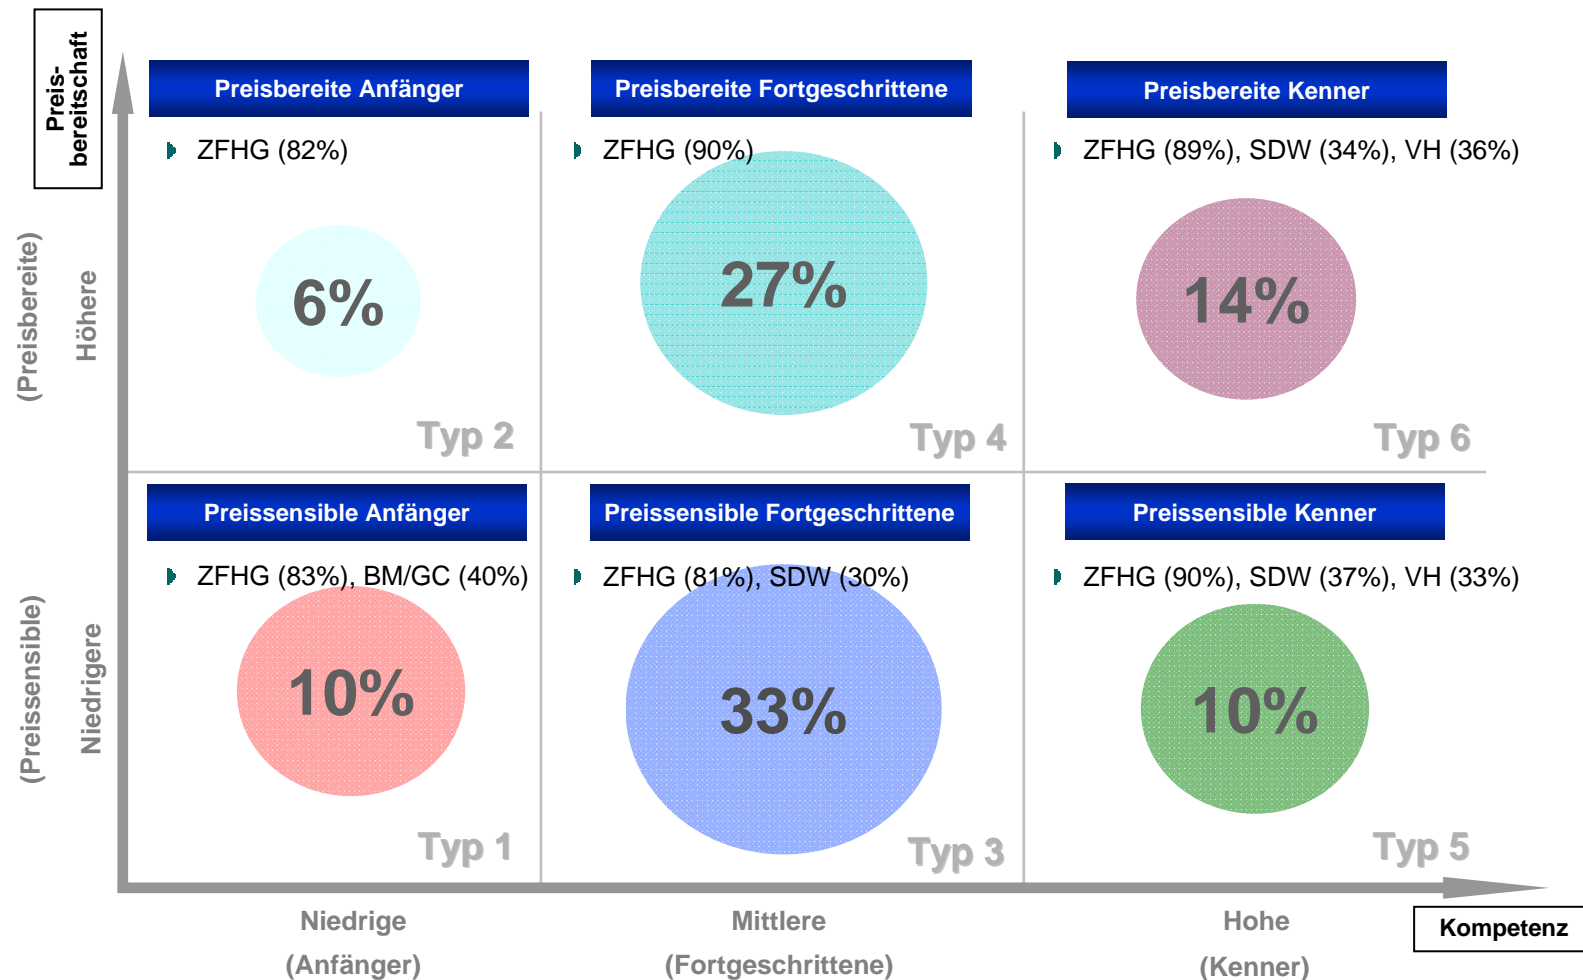 Preis-
bereitschaft
Preisbereite Anfänger
Preisbereite Fortgeschrittene
Preisbereite Kenner
ZFHG (82%)
ZFHG (90%)
ZFHG (89%), SDW (34%), VH (36%)
(Preisbereite)
Höhere
6%
27%
14%
Typ 2
Typ 4
Typ 6
Preissensible Anfänger
Preissensible Fortgeschrittene
Preissensible Kenner
ZFHG (83%), BM/GC (40%)
ZFHG (81%), SDW (30%)
ZFHG (90%), SDW (37%), VH (33%)
(Preissensible)
Niedrigere
10%
33%
10%
Typ 1
Typ 3
Typ 5
Niedrige
(Anfänger)
Mittlere
(Fortgeschrittene)
Hohe
(Kenner)
Kompetenz